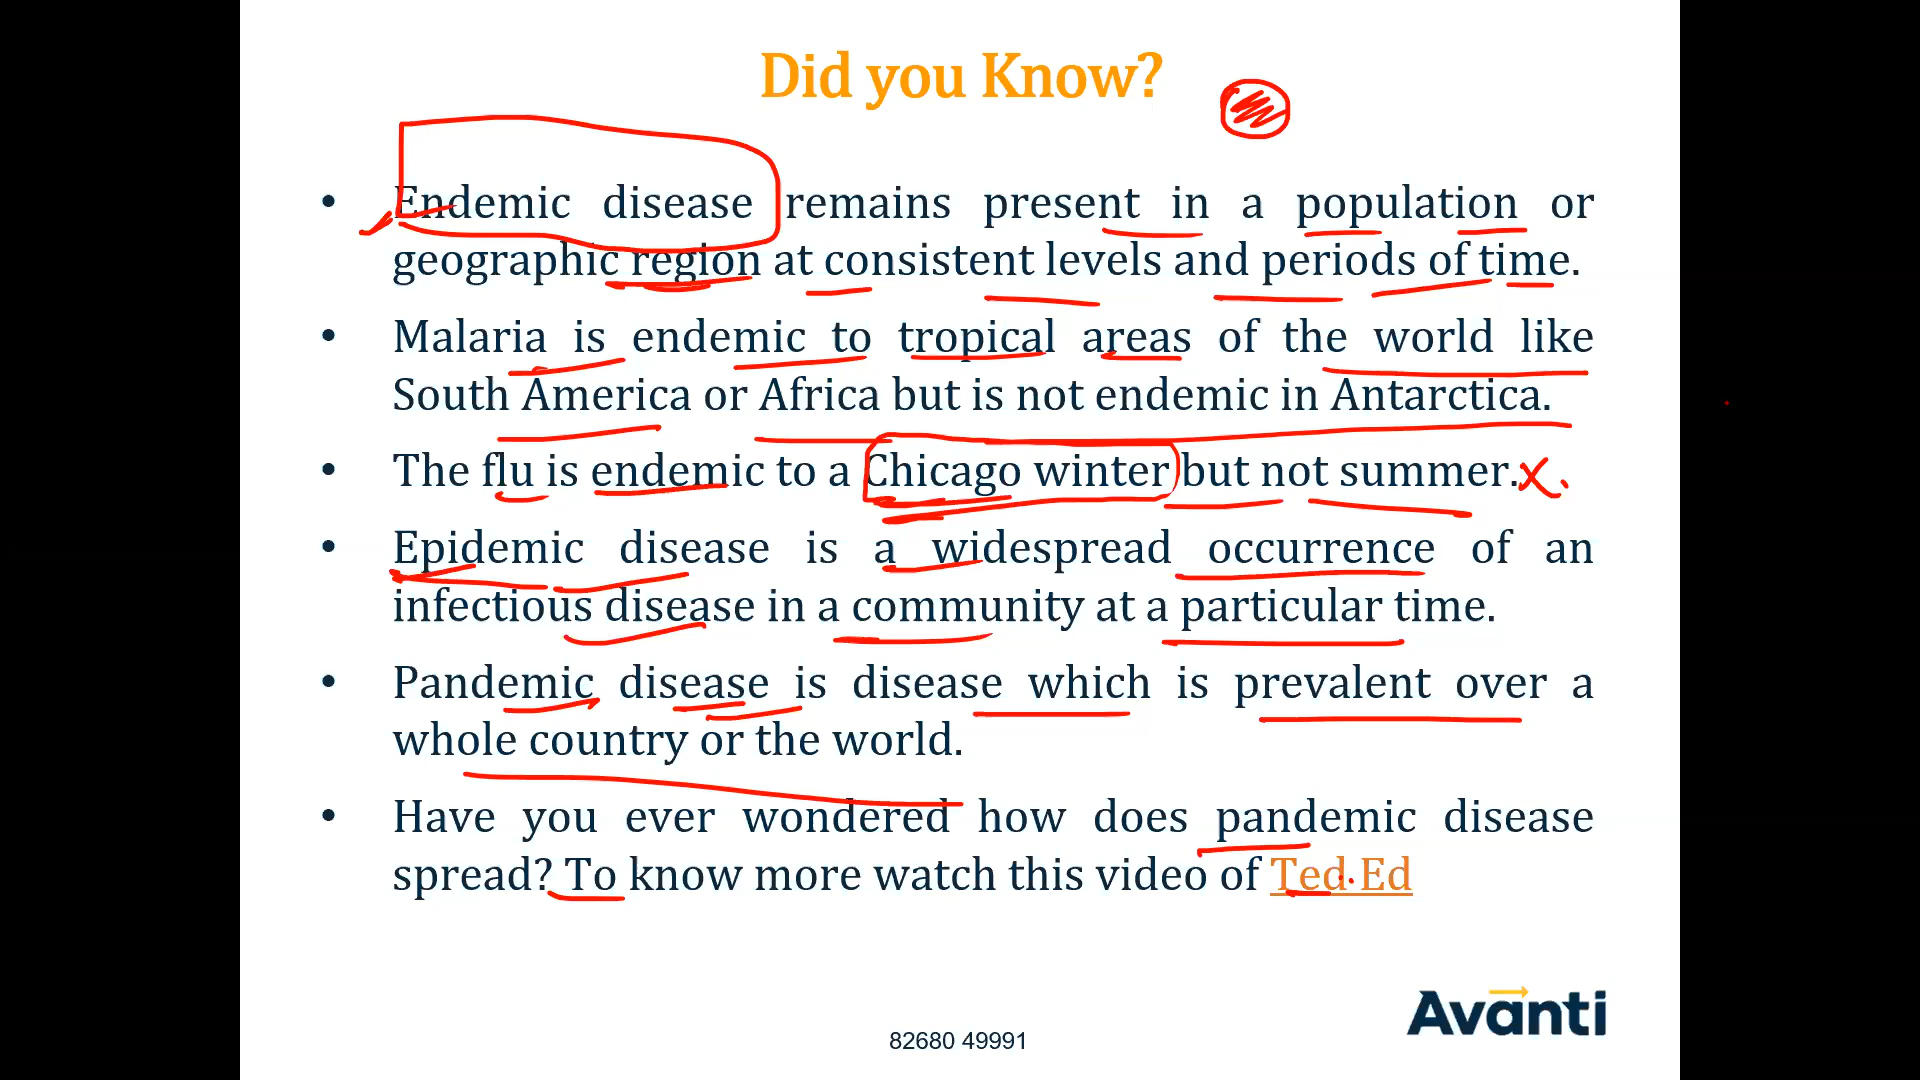 Did you Know?
• Endemic disease remains present in a population or
geographic region at consistent levels and periods of time.
• Malaria is endemic to tropical areas of the world like
South America or Africa but is not endemic in Antarctica.
• The flu is endemic to a Chicago winter but not summer.
• Epidemic disease is a widespread occurrence of an
infectious disease in a community at a particular time.
• Pandemic disease is disease which is prevalent over a
whole country or the world.
• Have you ever wondered how does pandemic disease
spread? To know more watch this video of Ted Ed
Avanti
82680 49991